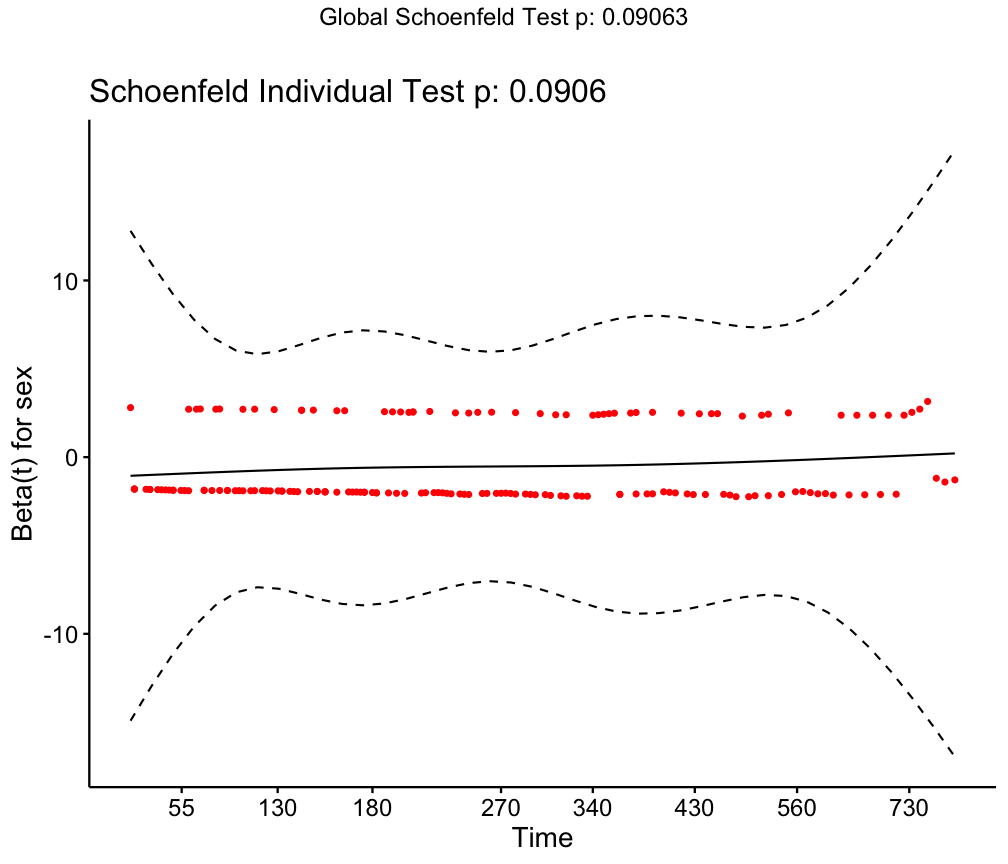 Global Schoenfeld Test p: 0.09063
Schoenfeld Individual Test p: 0.0906
Beta(t) for sex
10
0
-10
55 130 180 270 340 430 560 730
Time